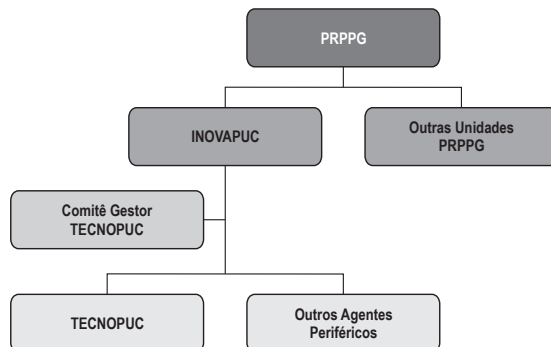 PRPPG
INOVAPUC
Outras Unidades
PRPPG
Comitê Gestor
TECNOPUC
TECNOPUC
Outros Agentes
Periféricos